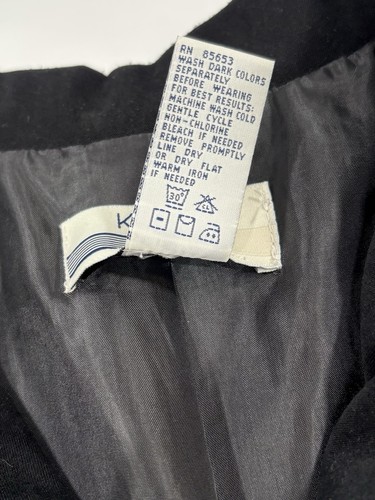 RN 85653
WASH DARK COLORS
SEPARATELY
BEFORE WEARING
FOR BEST RESULTS:
MACHINE WASH COLD
GENTLE CYCLE
NON-CHLORINE
BLEACH IF NEEDED
REMOVE PROMPTLY
LINE DRY
OR DRY FLAT
WARM IRON
IF NEEDED
30°
CL
K